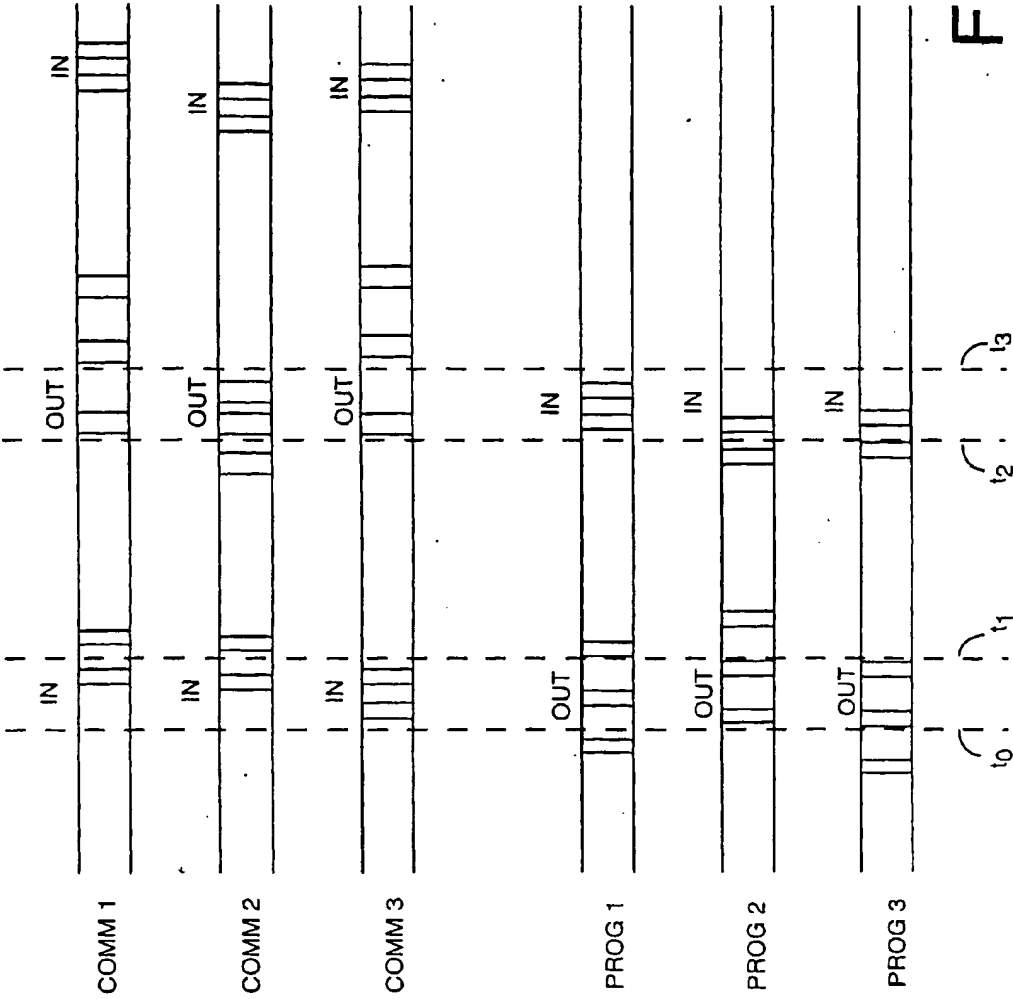 COMM 1
IN
OUT
IN
COMM 2
IN
OUT
IN
COMM 3
IN
OUT
IN
PROG 1
OUT
IN
PROG 2
OUT
IN
PROG 3
OUT
IN
t0
t1
t2
t3
F